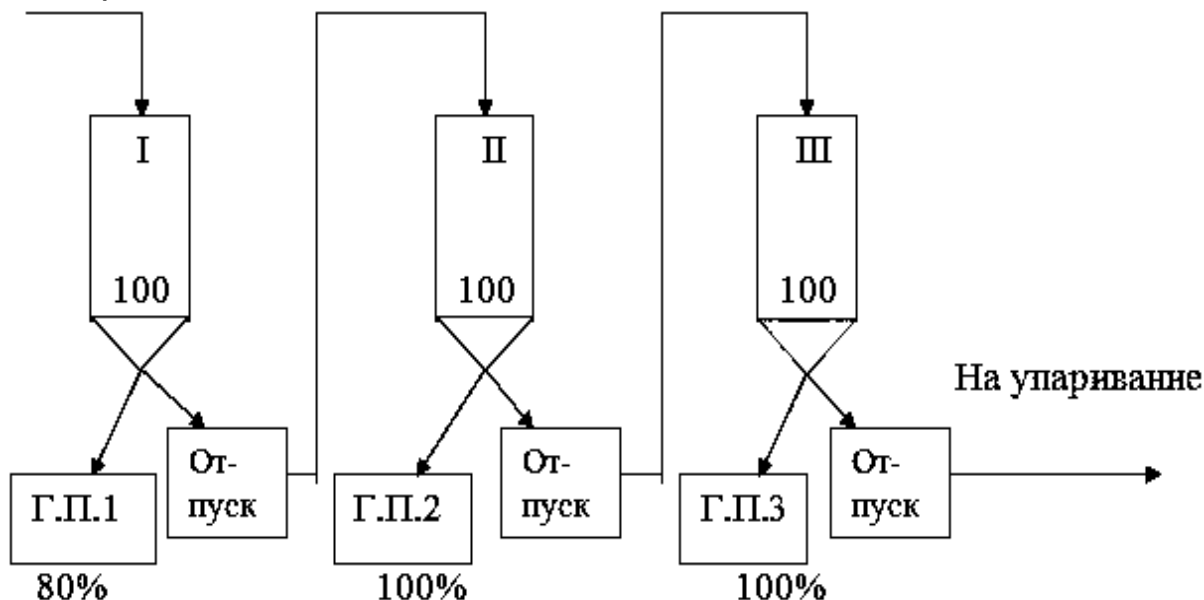 I
II
III
100
100
100
На упаривание
От-
пуск
От-
пуск
От-
пуск
Г.П.1
Г.П.2
Г.П.3
80%
100%
100%